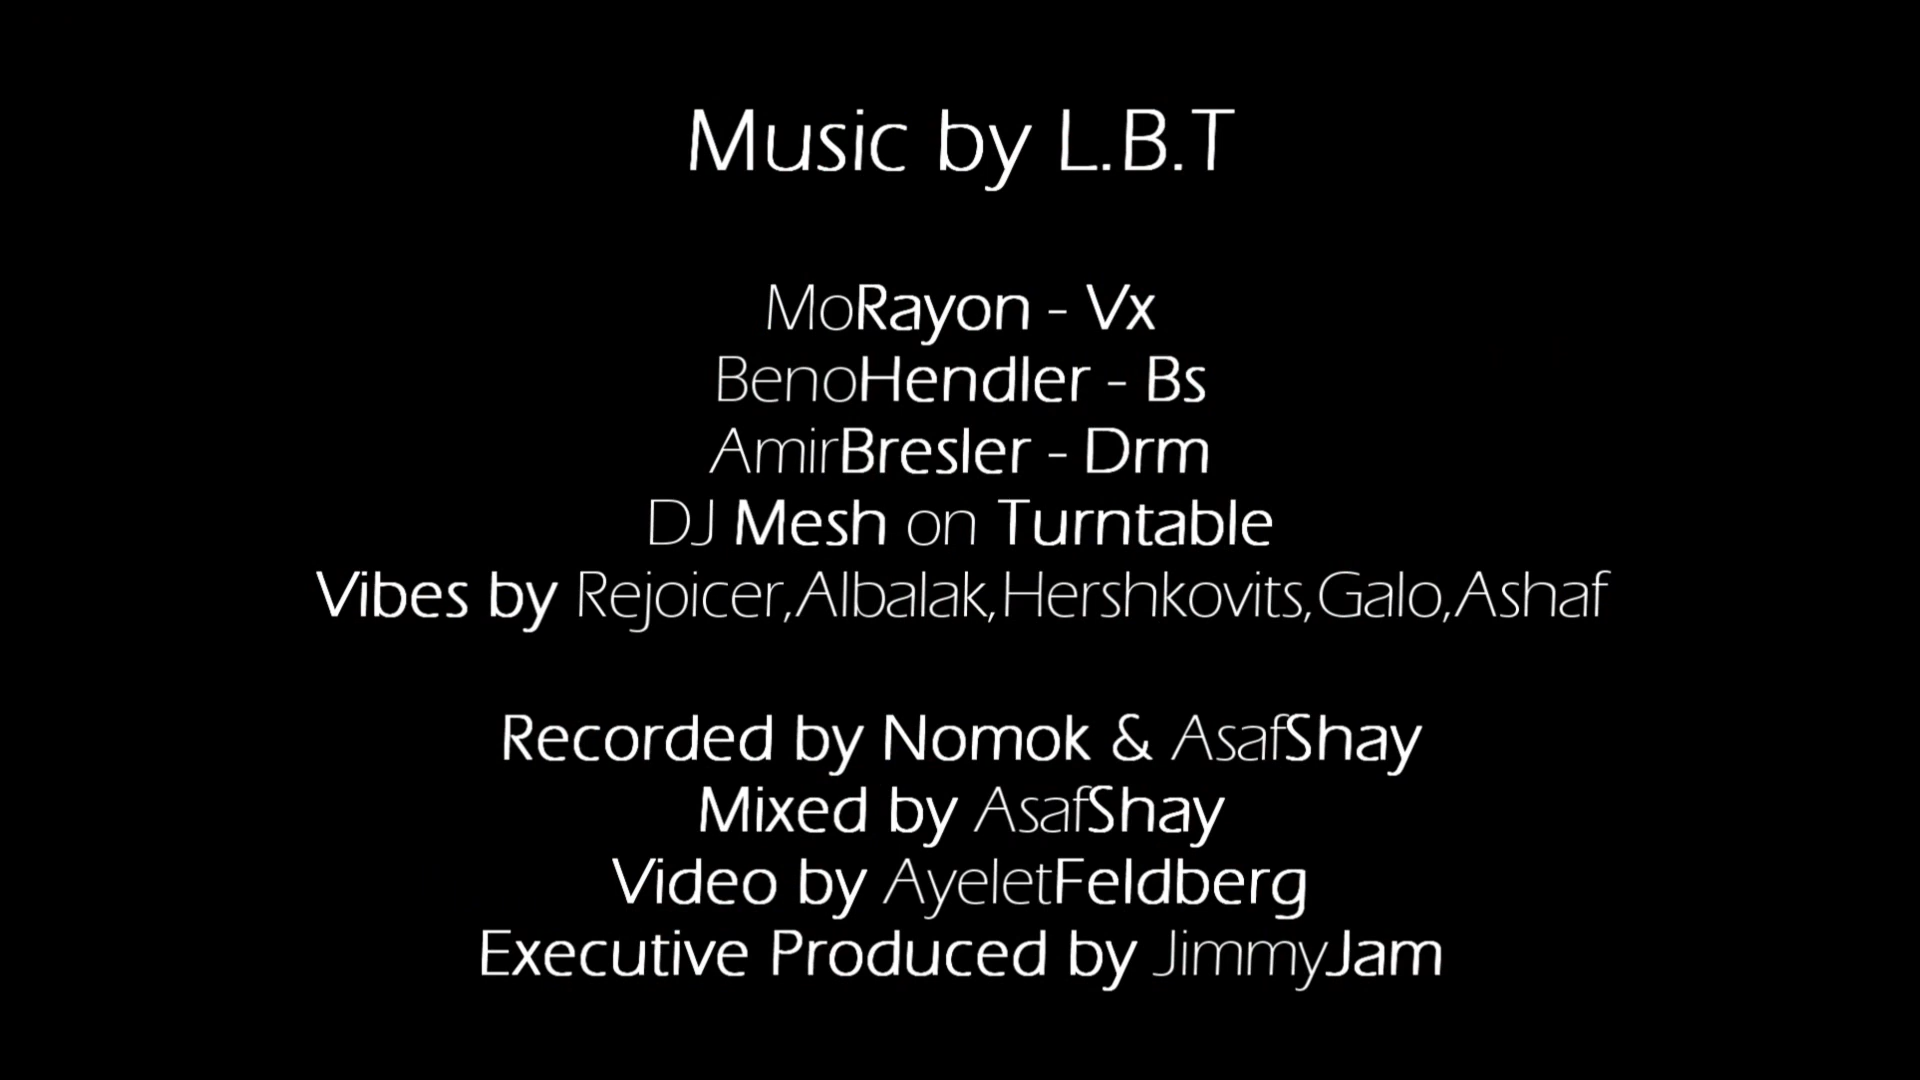 Music by L.B.T
MoRayon - Vx
BenoHendler - Bs
AmirBresler - Drm
DJ Mesh on Turntable
Vibes by Rejoicer,Albalak,Hershkovits,Galo,Ashaf
Recorded by Nomok & AsafShay
Mixed by AsafShay
Video by AyeletFeldberg
Executive Produced by JimmyJam